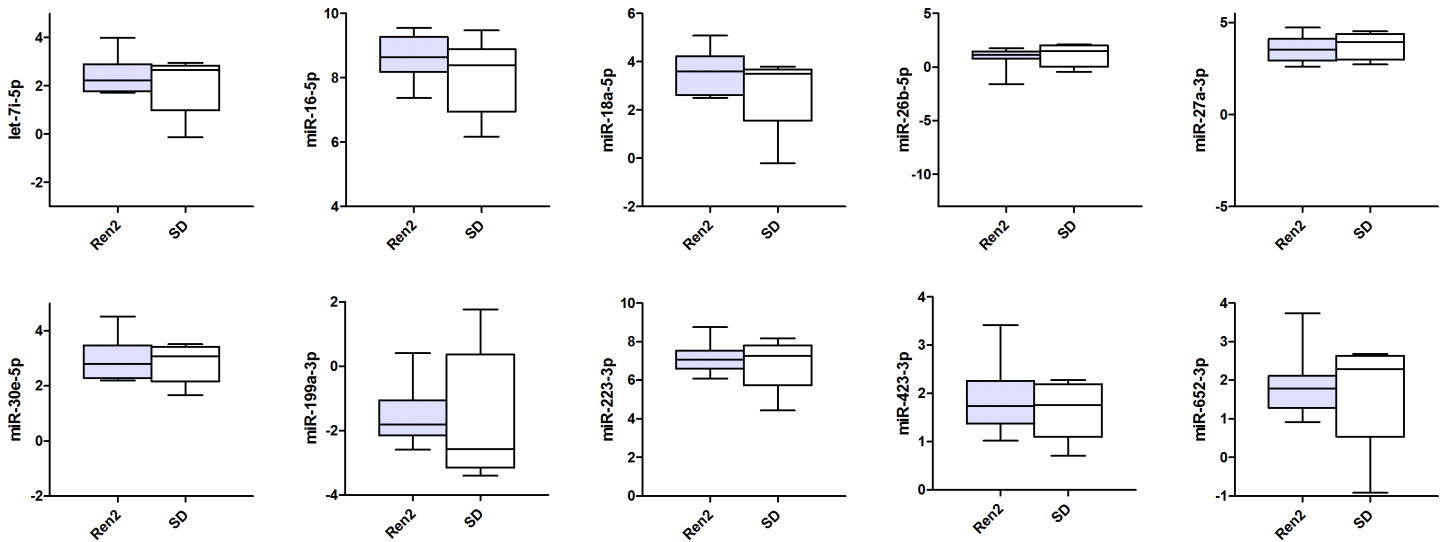 let-7i-5p
4
2
0
-2
Ren2
SD
miR-16-5p
10
8
6
4
Ren2
SD
miR-18a-5p
6
4
2
0
-2
Ren2
SD
miR-26b-5p
5
0
-5
-10
Ren2
SD
miR-27a-3p
5
0
-5
Ren2
SD
miR-30e-5p
4
2
0
-2
Ren2
SD
miR-199a-3p
2
0
-2
-4
Ren2
SD
miR-223-3p
10
8
6
4
2
0
Ren2
SD
miR-423-3p
4
3
2
1
0
Ren2
SD
miR-652-3p
4
3
2
1
0
-1
Ren2
SD